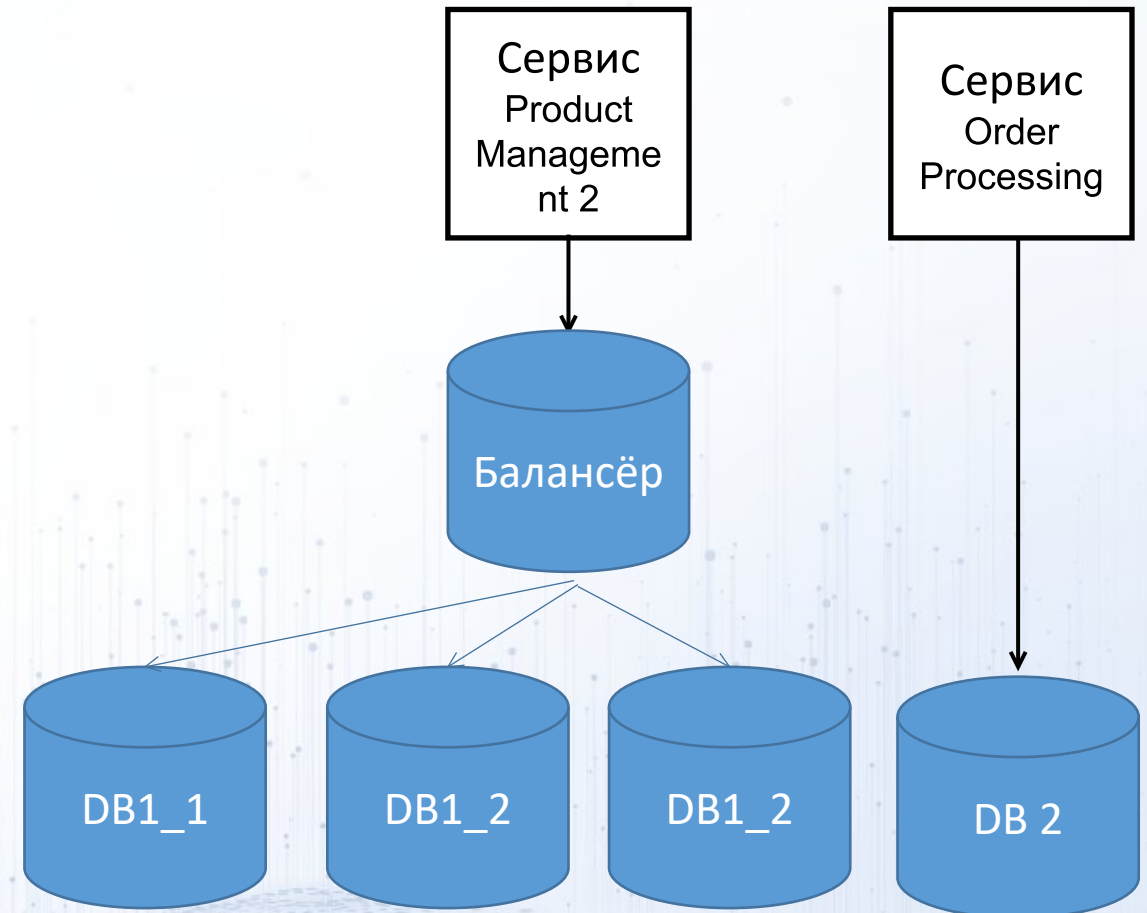 Сервис
Product
Manageme
nt 2
Сервис
Order
Processing
Балансёр
DB1_1
DB1_2
DB1_2
DB 2